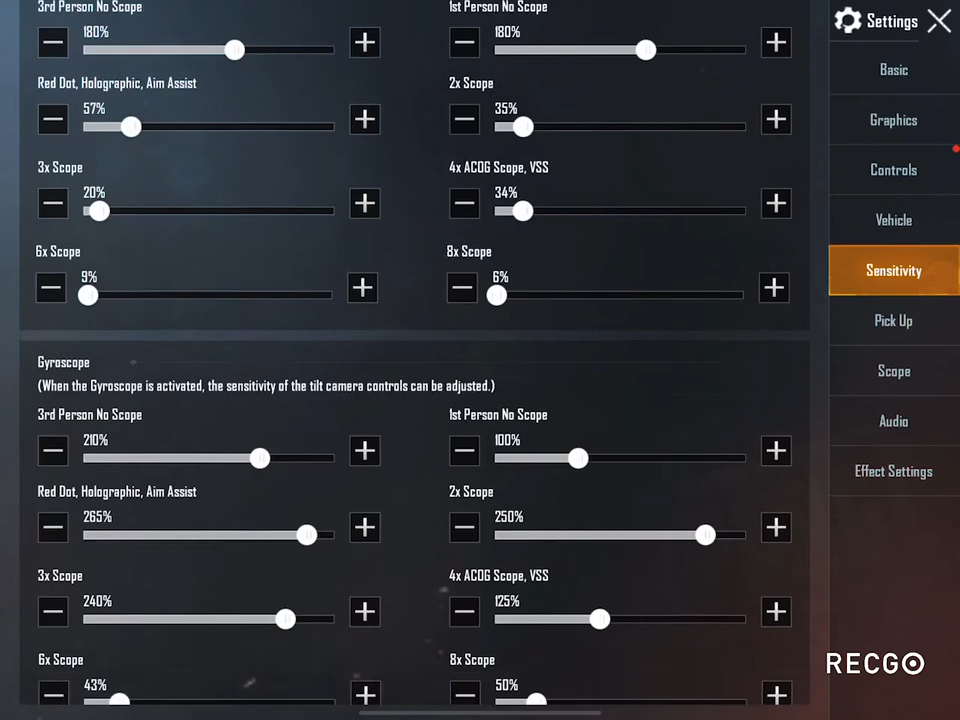 3rd Person No Scope
1st Person No Scope
180%
180%
Red Dot, Holographic, Aim Assist
2x Scope
57%
35%
3x Scope
4x ACOG Scope, VSS
20%
34%
6x Scope
8x Scope
9%
6%
Gyroscope
(When the Gyroscope is activated, the sensitivity of the tilt camera controls can be adjusted.)
3rd Person No Scope
1st Person No Scope
210%
100%
Red Dot, Holographic, Aim Assist
2x Scope
265%
250%
3x Scope
4x ACOG Scope, VSS
240%
125%
6x Scope
8x Scope
43%
50%
Settings
Basic
Graphics
Controls
Vehicle
Sensitivity
Pick Up
Scope
Audio
Effect Settings
RECGO